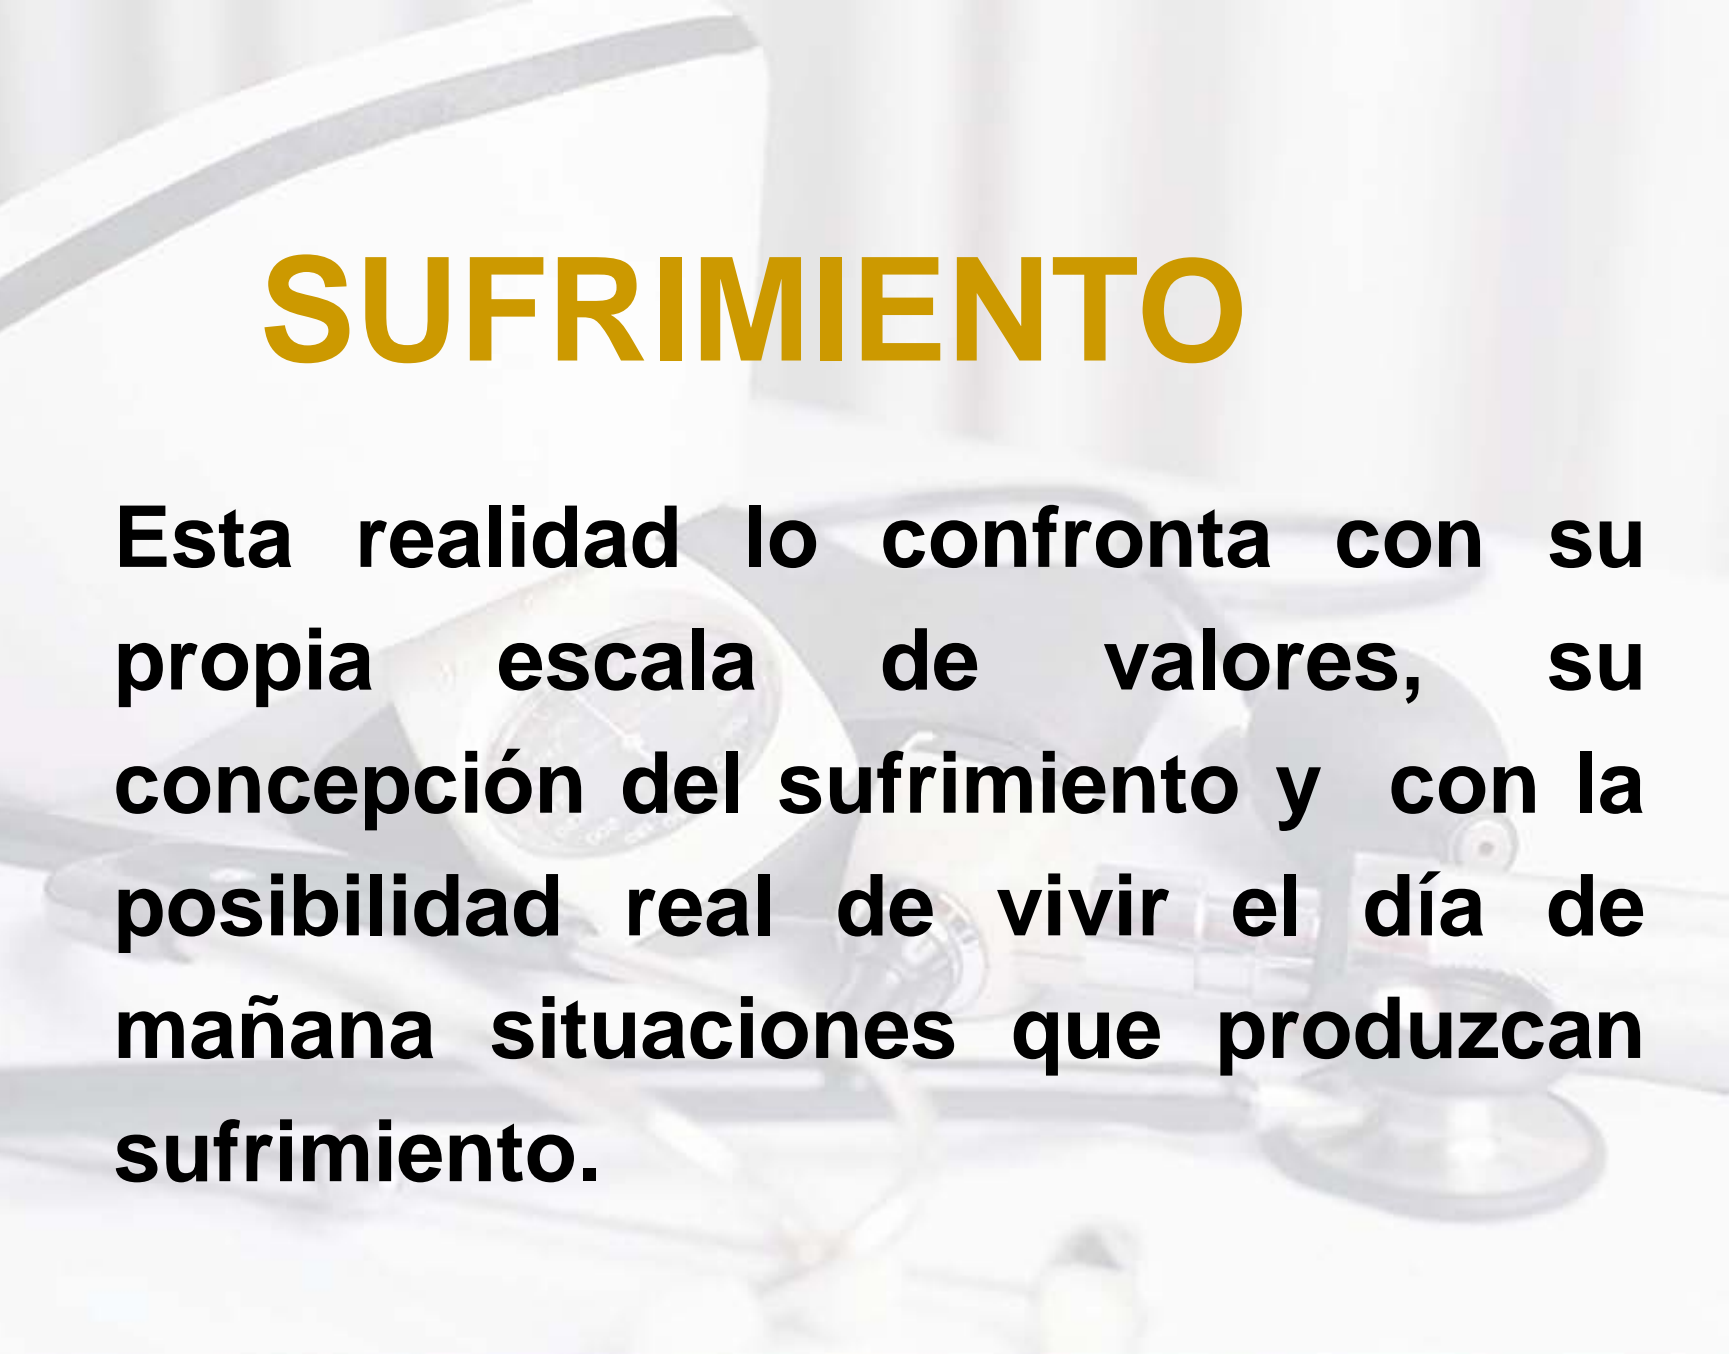 SUFRIMIENTO
Esta realidad lo confronta con su
propia escala de valores, su
concepción del sufrimiento y con la
posibilidad real de vivir el día de
mañana situaciones que produzcan
sufrimiento.